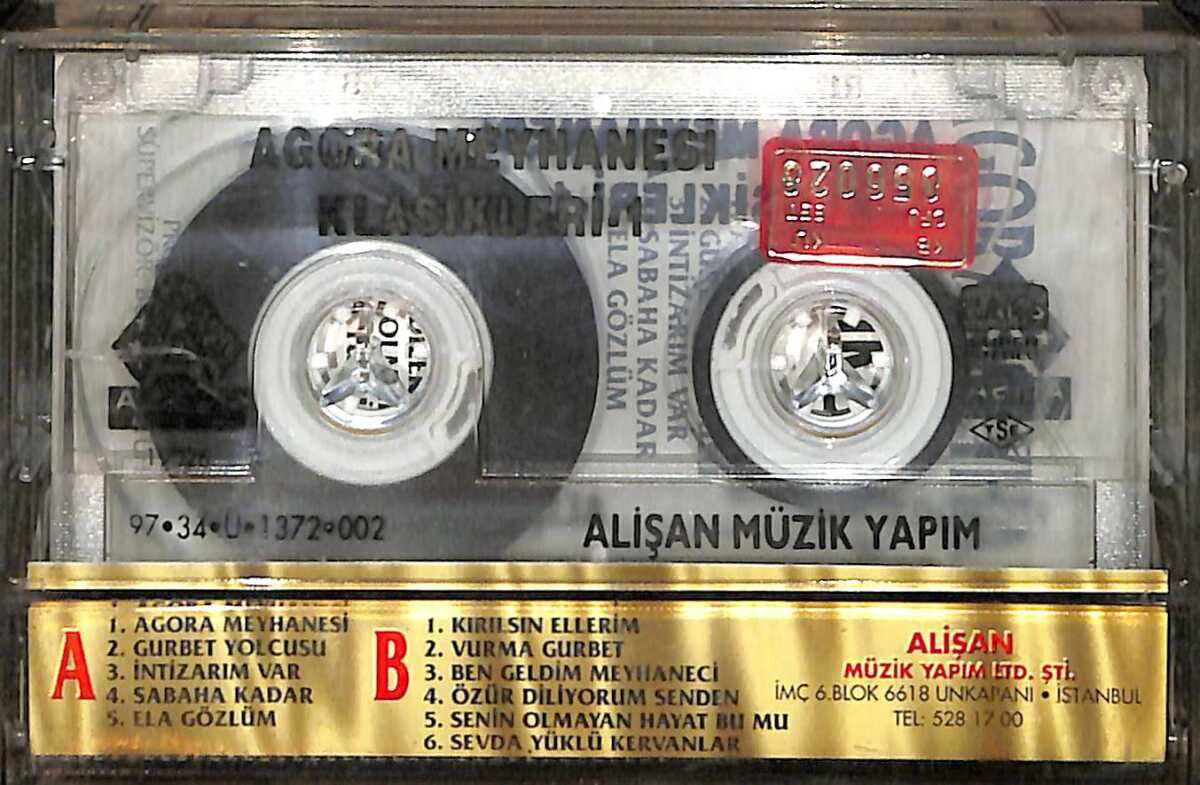 AGORA MEYHANESİ
KLASİKLERİM
İNTİZARIM VAR
SABAHA KADAR
ELA GÖZLÜM
TSE
97•34•U•1372•002
ALİŞAN MÜZİK YAPIM
A
1. AGORA MEYHANESİ
2. GURBET YOLCUSU
3. İNTİZARIM VAR
4. SABAHA KADAR
5. ELA GÖZLÜM
B
1. KIRILSIN ELLERİM
2. VURMA GURBET
3. BEN GELDİM MEYHANECİ
4. ÖZÜR DİLİYORUM SENDEN
5. SENİN OLMAYAN HAYAT BU MU
6. SEVDA YÜKLÜ KERVANLAR
ALİŞAN
MÜZİK YAPIM LTD. ŞTİ.
İMÇ 6.BLOK 6618 UNKAPANI • İSTANBUL
TEL: 528 17 00